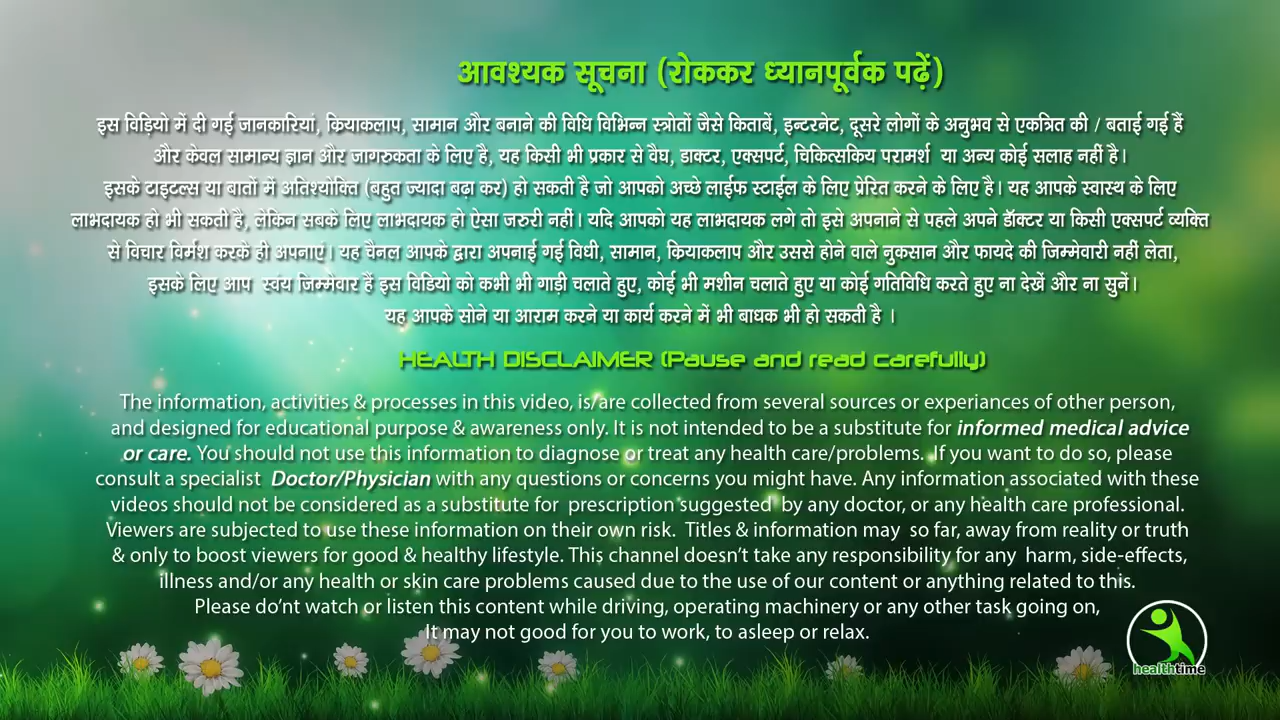 आवश्यक सूचना (रोककर ध्यानपूर्वक पढ़ें)
इस विड़ियो में दी गई जानकारियां, कियाकलाप, सामान और बनाने की विधि विभिन्न स्त्रोतों जैसे किताबें, इन्टरनेट, दूसरे लोगों के अनुभव से एकत्रित की / बताई गई हैं
और केवल सामान्य ज्ञान और जागरुकता के लिए है, यह किसी भी प्रकार से वैघ, डाक्टर, एक्सपर्ट, चिकित्सकिय परामर्श या अन्य कोई सलाह नहीं है।
इसके टाइटल्स या बातों में अतिश्योक्ति (बहुत ज्यादा बढ़ा कर) हो सकती है जो आपको अच्छे लाईफ स्टाईल के लिए प्रेरित करने के लिए है। यह आपके स्वास्थ के लिए
लाभदायक हो भी सकती है, लेकिन सबके लिए लाभदायक हो ऐसा जरुरी नहीं। यदि आपको यह लाभदायक लगे तो इसे अपनाने से पहले अपने डॉक्टर या किसी एक्सपर्ट व्यक्ति
से विचार विर्मश करके ही अपनाएं। यह चैनल आपके द्वारा अपनाई गई विधी, सामान, कियाकलाप और उससे होने वाले नुकसान और फायदे की जिम्मेवारी नहीं लेता,
इसके लिए आप स्वंय जिम्मेवार हैं इस विडियो को कभी भी गाड़ी चलाते हुए, कोई भी मशीन चलाते हुए या कोई गतिविधि करते हुए ना देखें और ना सुनें।
यह आपके सोने या आराम करने या कार्य करने में भी बाधक भी हो सकती है ।
HEALTH DISCLAIMER (Pause and read carefully)
The information, activities & processes in this video, is/are collected from several sources or experiances of other person,
and designed for educational purpose & awareness only. It is not intended to be a substitute for informed medical advice
or care. You should not use this information to diagnose or treat any health care/problems. If you want to do so, please
consult a specialist Doctor/Physician with any questions or concerns you might have. Any information associated with these
videos should not be considered as a substitute for prescription suggested by any doctor, or any health care professional.
Viewers are subjected to use these information on their own risk. Titles & information may so far, away from reality or truth
& only to boost viewers for good & healthy lifestyle. This channel doesn't take any responsibility for any harm, side-effects,
illness and/or any health or skin care problems caused due to the use of our content or anything related to this.
Please do'nt watch or listen this content while driving, operating machinery or any other task going on,
It may not good for you to work, to asleep or relax.
healthtime